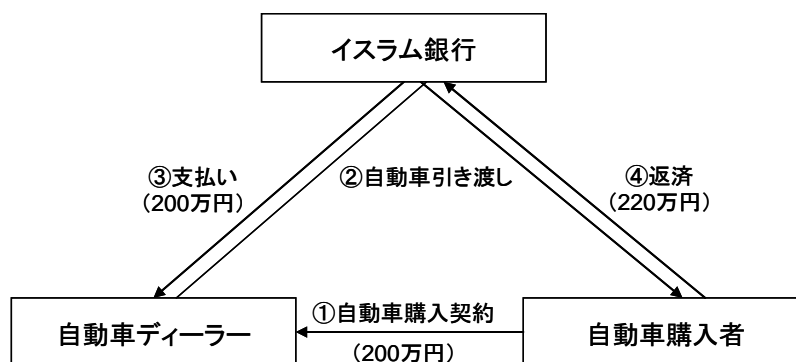 イスラム銀行
③支払い
(200万円)
②自動車引き渡し
④返済
(220万円)
自動車ディーラー
①自動車購入契約
(200万円)
自動車購入者